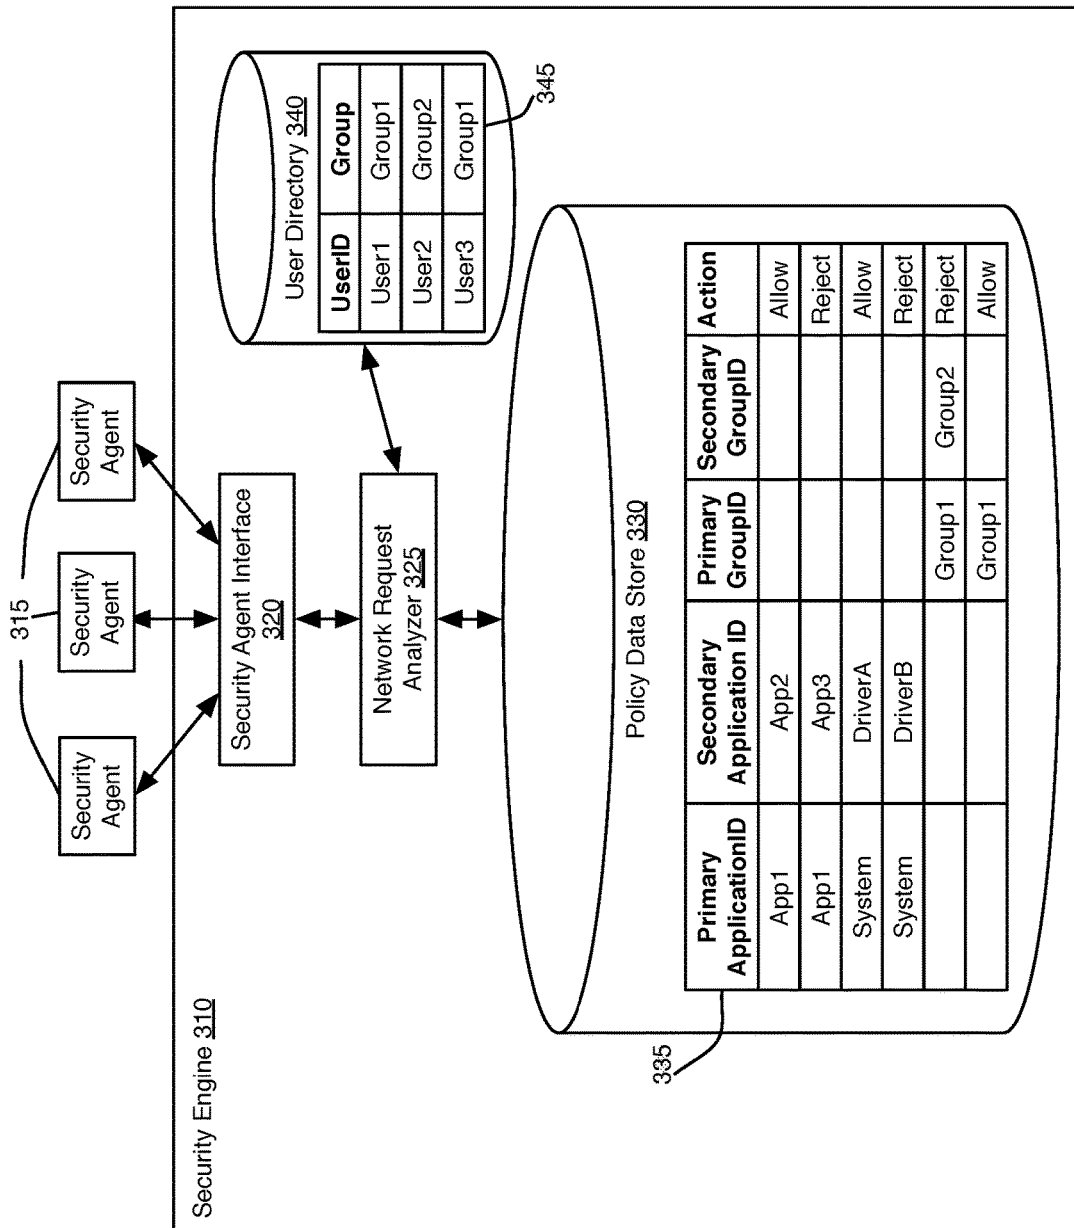 315
Security
Agent
Security
Agent
Security
Agent
Security Engine 310
Security Agent Interface
320
Network Request
Analyzer 325
User Directory 340
UserID Group
User1 Group1
User2 Group2
User3 Group1
345
Policy Data Store 330
335
Primary
ApplicationID
Secondary
Application ID
Primary
GroupID
Secondary
GroupID
Action
App1 App2 Allow
App1 App3 Reject
System DriverA Allow
System DriverB Reject
Group1 Group2 Reject
Group1 Allow